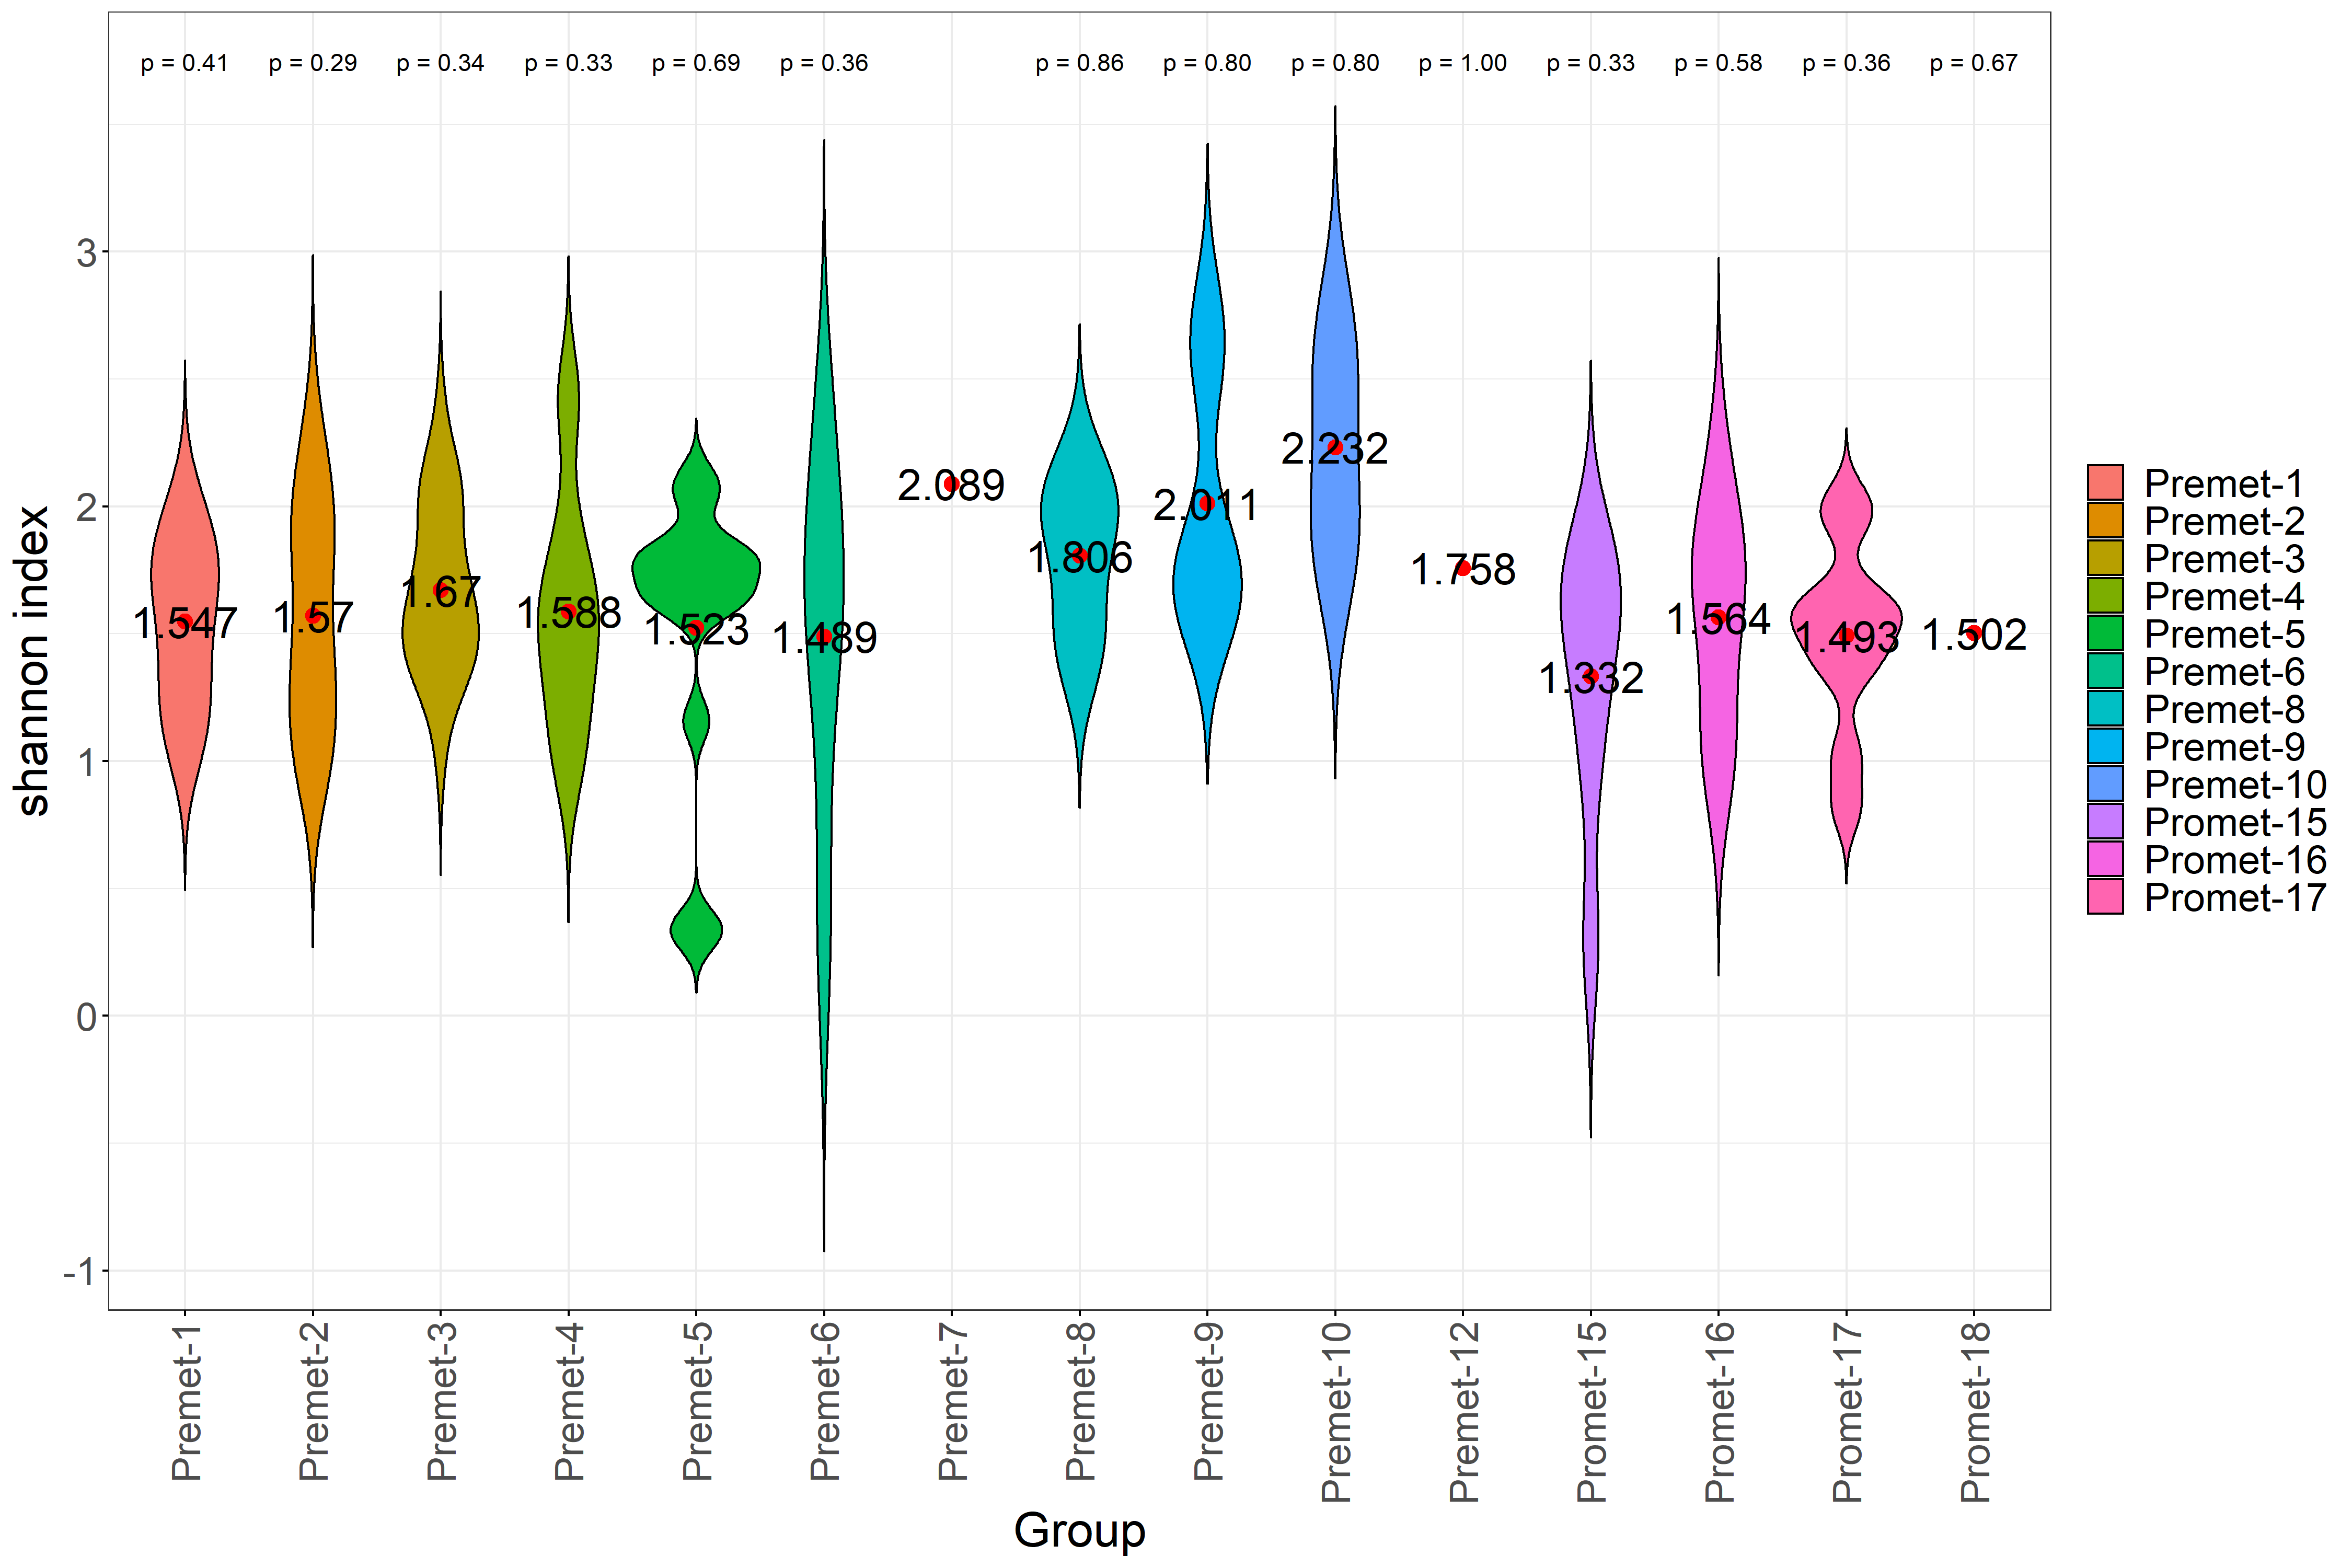 p = 0.41 p = 0.29 p = 0.34 p = 0.33 p = 0.69 p = 0.36 p = 0.86 p = 0.80 p = 0.80 p = 1.00 p = 0.33 p = 0.58 p = 0.36 p = 0.67
shannon index
3
2
1
0
-1
1.547
1.57
1.67
1.588
1.523
1.489
2.089
1.806
2.011
2.232
1.758
1.332
1.564
1.493
1.502
Premet-1
Premet-2
Premet-3
Premet-4
Premet-5
Premet-6
Premet-7
Premet-8
Premet-9
Premet-10
Premet-12
Promet-15
Promet-16
Promet-17
Promet-18
Group
Premet-1
Premet-2
Premet-3
Premet-4
Premet-5
Premet-6
Premet-8
Premet-9
Premet-10
Promet-15
Promet-16
Promet-17